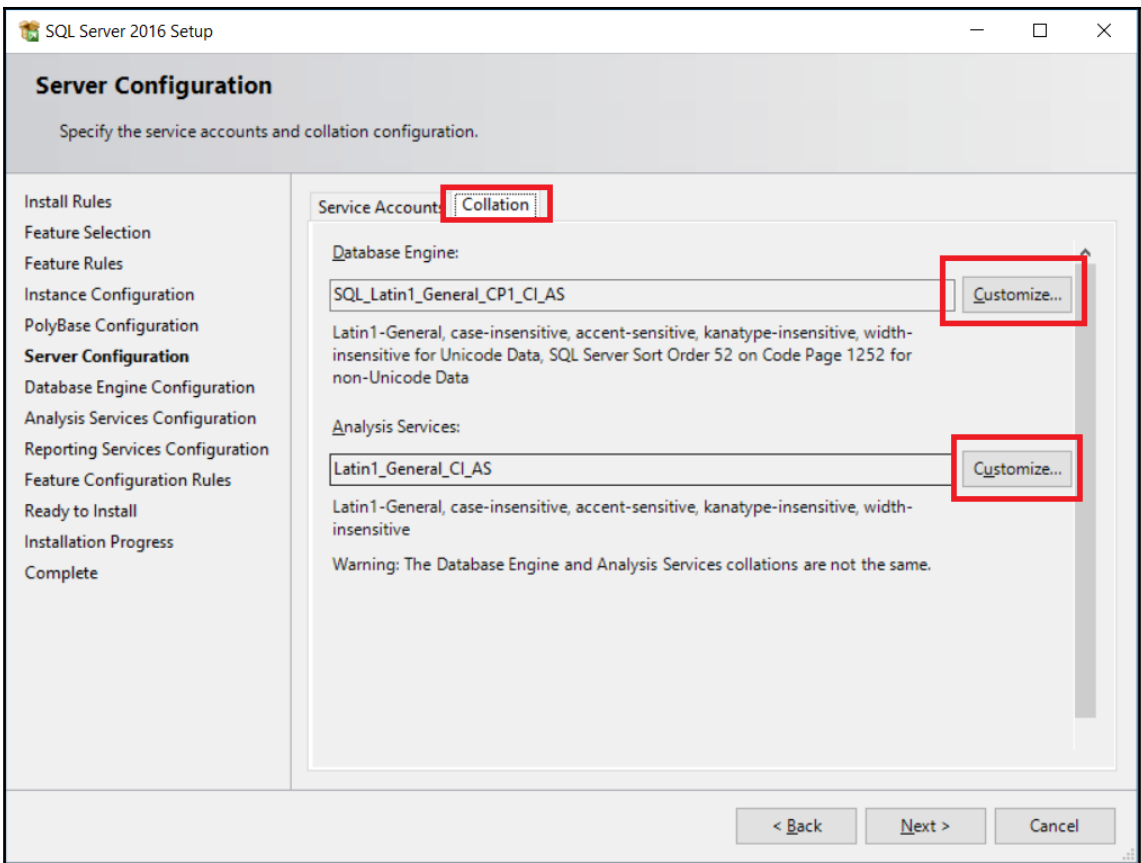 SQL Server 2016 Setup
Server Configuration
Specify the service accounts and collation configuration.
Install Rules
Feature Selection
Feature Rules
Instance Configuration
PolyBase Configuration
Server Configuration
Database Engine Configuration
Analysis Services Configuration
Reporting Services Configuration
Feature Configuration Rules
Ready to Install
Installation Progress
Complete
Service Accounts Collation
Database Engine:
SQL_Latin1_General_CP1_CI_AS Customize...
Latin1-General, case-insensitive, accent-sensitive, kanatype-insensitive, width-
insensitive for Unicode Data, SQL Server Sort Order 52 on Code Page 1252 for
non-Unicode Data
Analysis Services:
Latin1_General_CI_AS Customize...
Latin1-General, case-insensitive, accent-sensitive, kanatype-insensitive, width-
insensitive
Warning: The Database Engine and Analysis Services collations are not the same.
< Back Next > Cancel